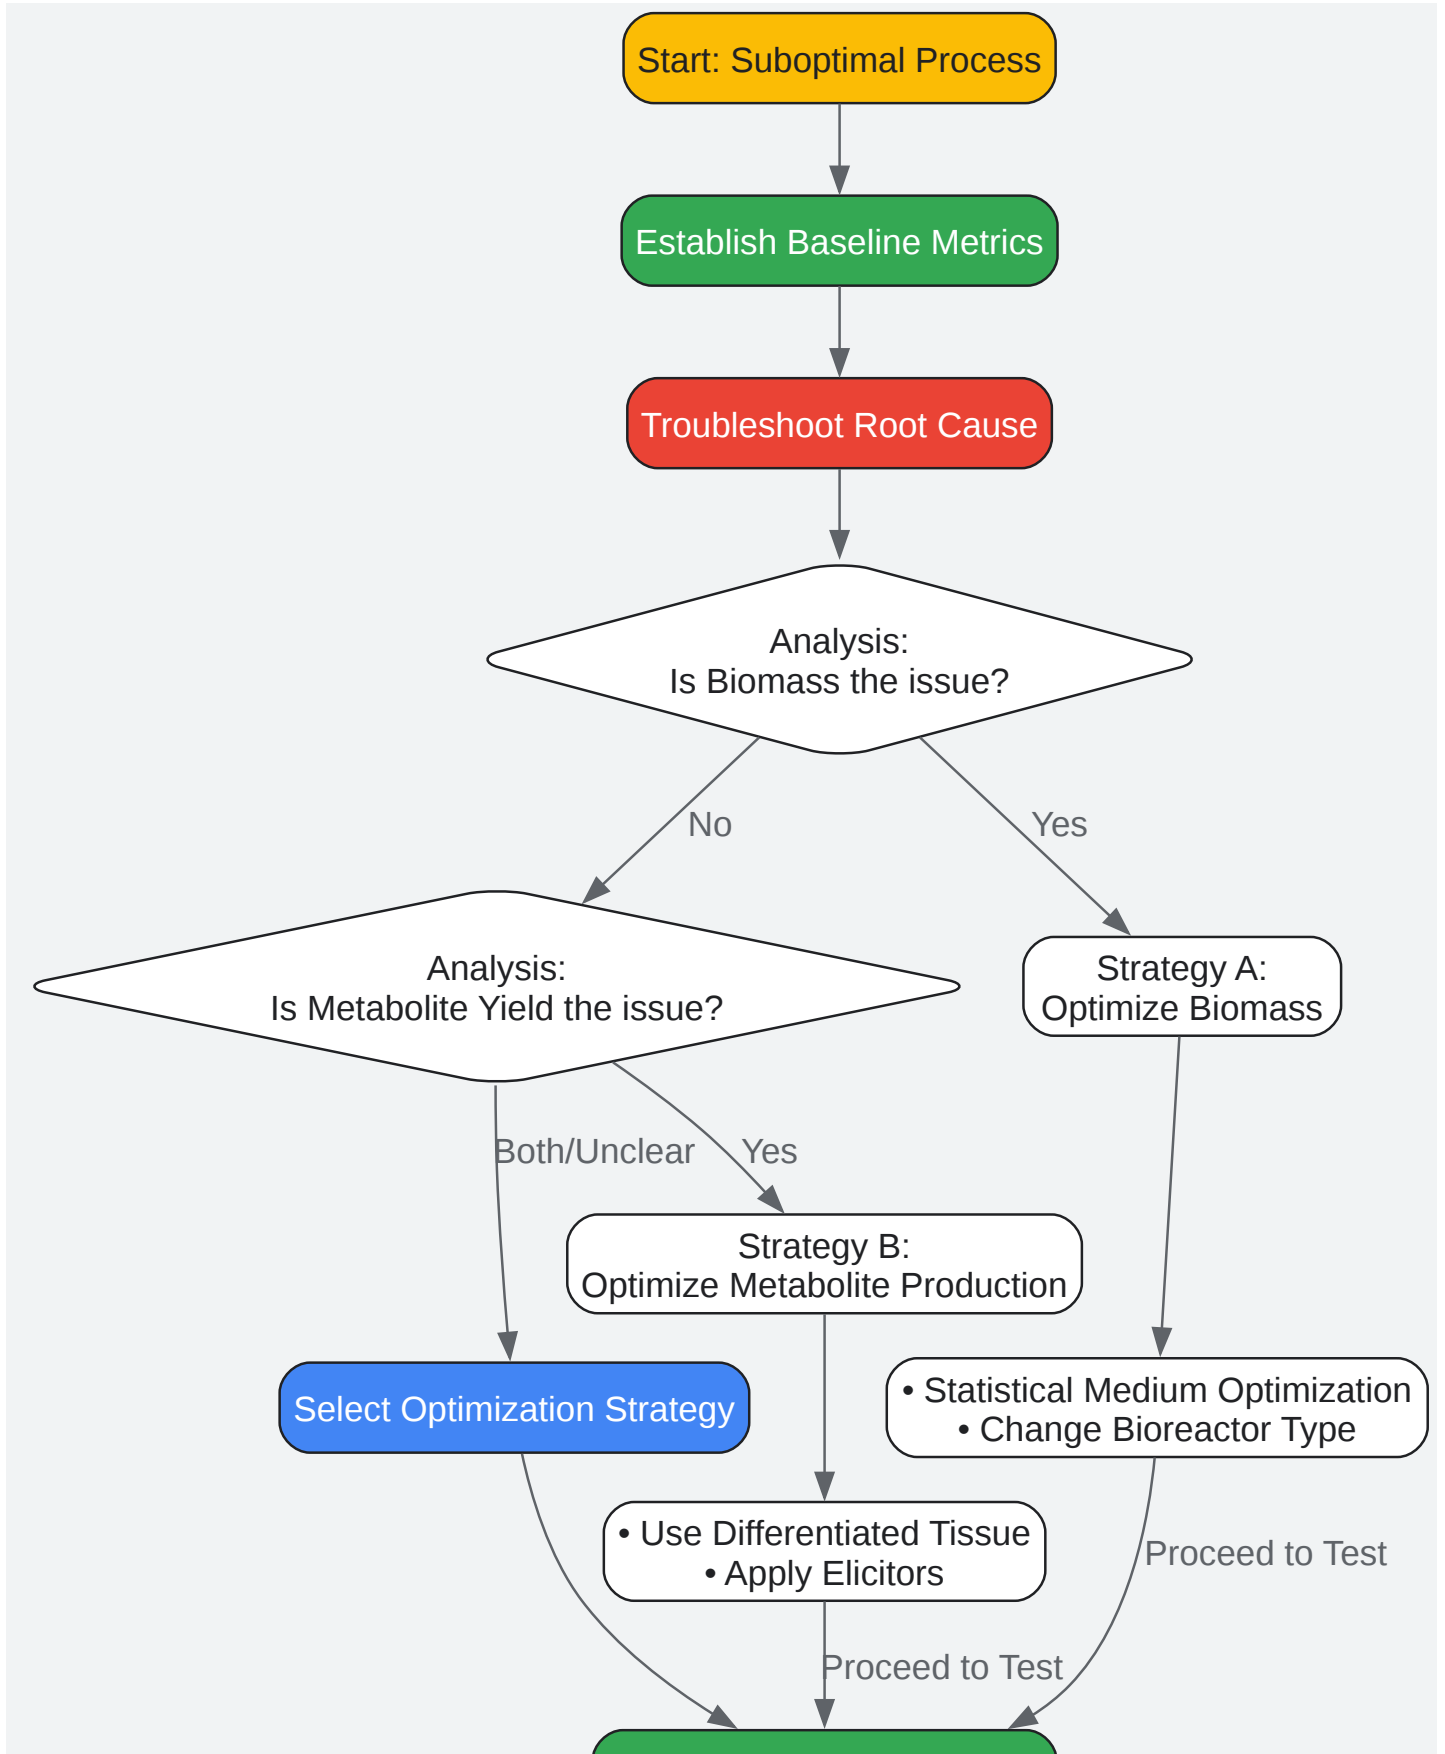 Start: Suboptimal Process
Establish Baseline Metrics
Troubleshoot Root Cause
Analysis:
Is Biomass the issue?
No
Yes
Analysis:
Is Metabolite Yield the issue?
Strategy A:
Optimize Biomass
Both/Unclear
Yes
Strategy B:
Optimize Metabolite Production
Select Optimization Strategy
• Statistical Medium Optimization
• Change Bioreactor Type
• Use Differentiated Tissue
• Apply Elicitors
Proceed to Test
Proceed to Test